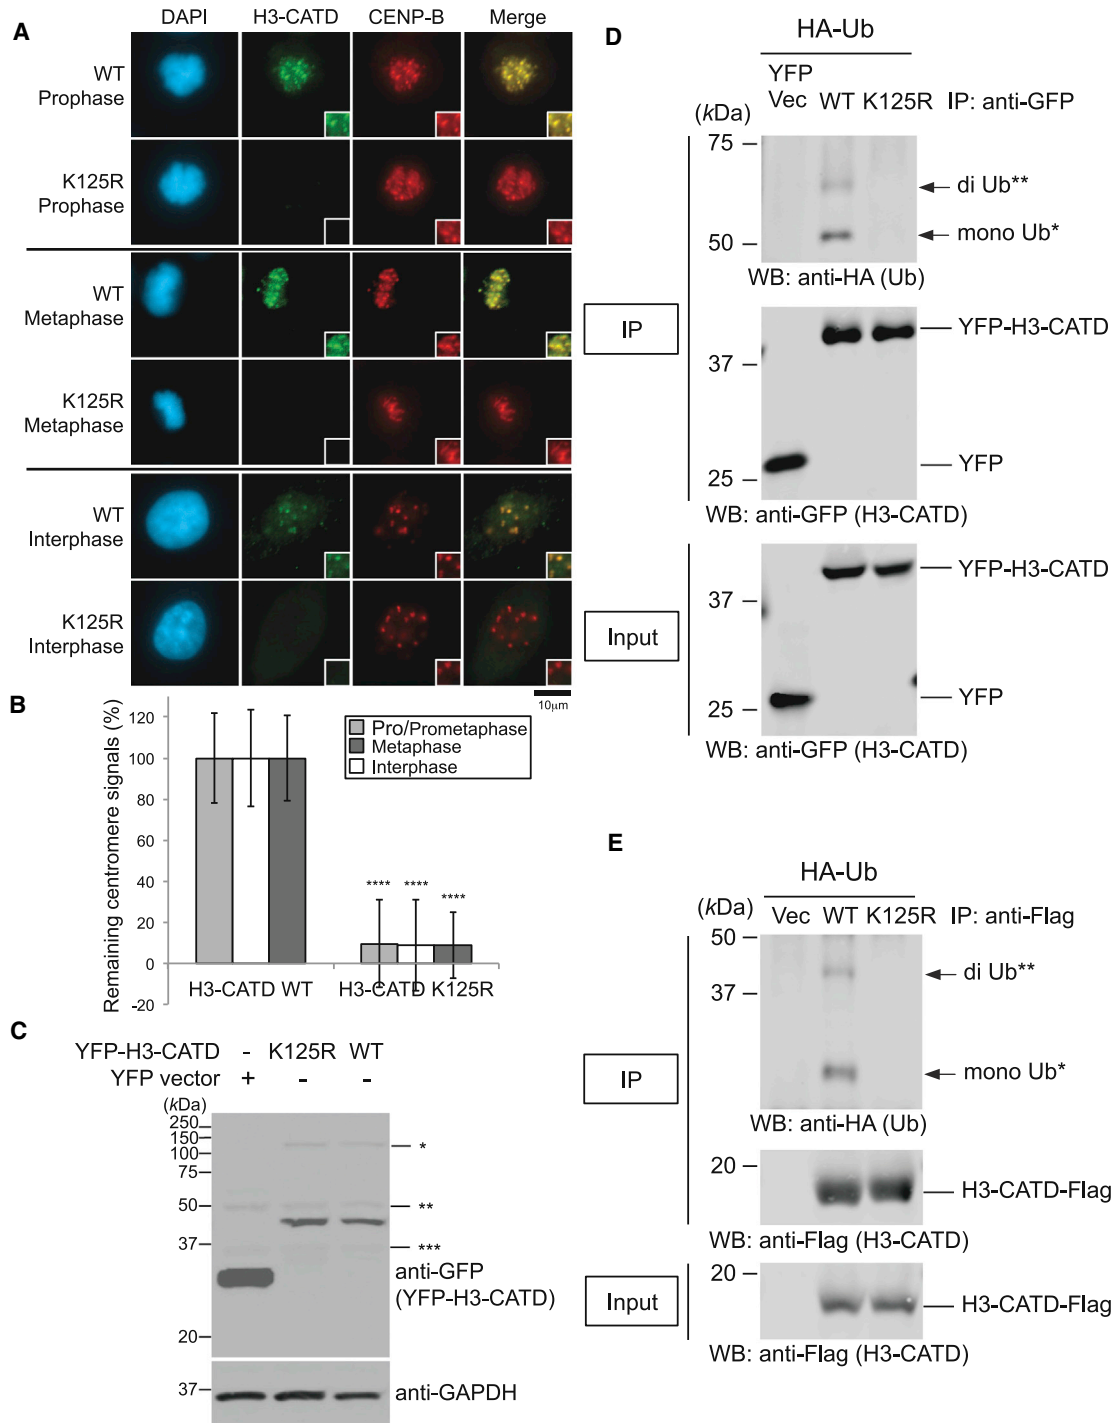 A
DAPI H3-CATD CENP-B Merge
WT
Prophase
K125R
Prophase
WT
Metaphase
K125R
Metaphase
WT
Interphase
K125R
Interphase
10μm
B
Remaining centromere signals (%)
120
100
80
60
40
20
0
-20
Pro/Prometaphase
Metaphase
Interphase
**** **** ****
H3-CATD WT H3-CATD K125R
C
YFP-H3-CATD - K125R WT
YFP vector + - -
(kDa)
250
150
100
75
50
37
20
*
**
***
anti-GFP
(YFP-H3-CATD)
37
anti-GAPDH
D
HA-Ub
YFP
Vec WT K125R IP: anti-GFP
(kDa)
75
di Ub**
mono Ub*
50
WB: anti-HA (Ub)
IP
YFP-H3-CATD
37
YFP
25
WB: anti-GFP (H3-CATD)
YFP-H3-CATD
37
Input
YFP
25
WB: anti-GFP (H3-CATD)
E
HA-Ub
(kDa) Vec WT K125R IP: anti-Flag
50
di Ub**
37
IP
mono Ub*
WB: anti-HA (Ub)
20
H3-CATD-Flag
WB: anti-Flag (H3-CATD)
20
Input
H3-CATD-Flag
WB: anti-Flag (H3-CATD)